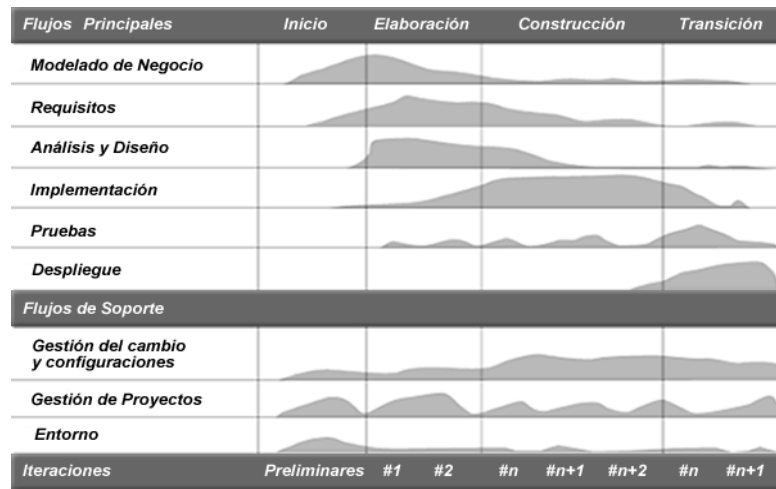 Flujos Principales Inicio Elaboración Construcción Transición
Modelado de Negocio
Requisitos
Análisis y Diseño
Implementación
Pruebas
Despliegue
Flujos de Soporte
Gestión del cambio
y configuraciones
Gestión de Proyectos
Entorno
Iteraciones Preliminares #1 #2 #n #n+1 #n+2 #n #n+1